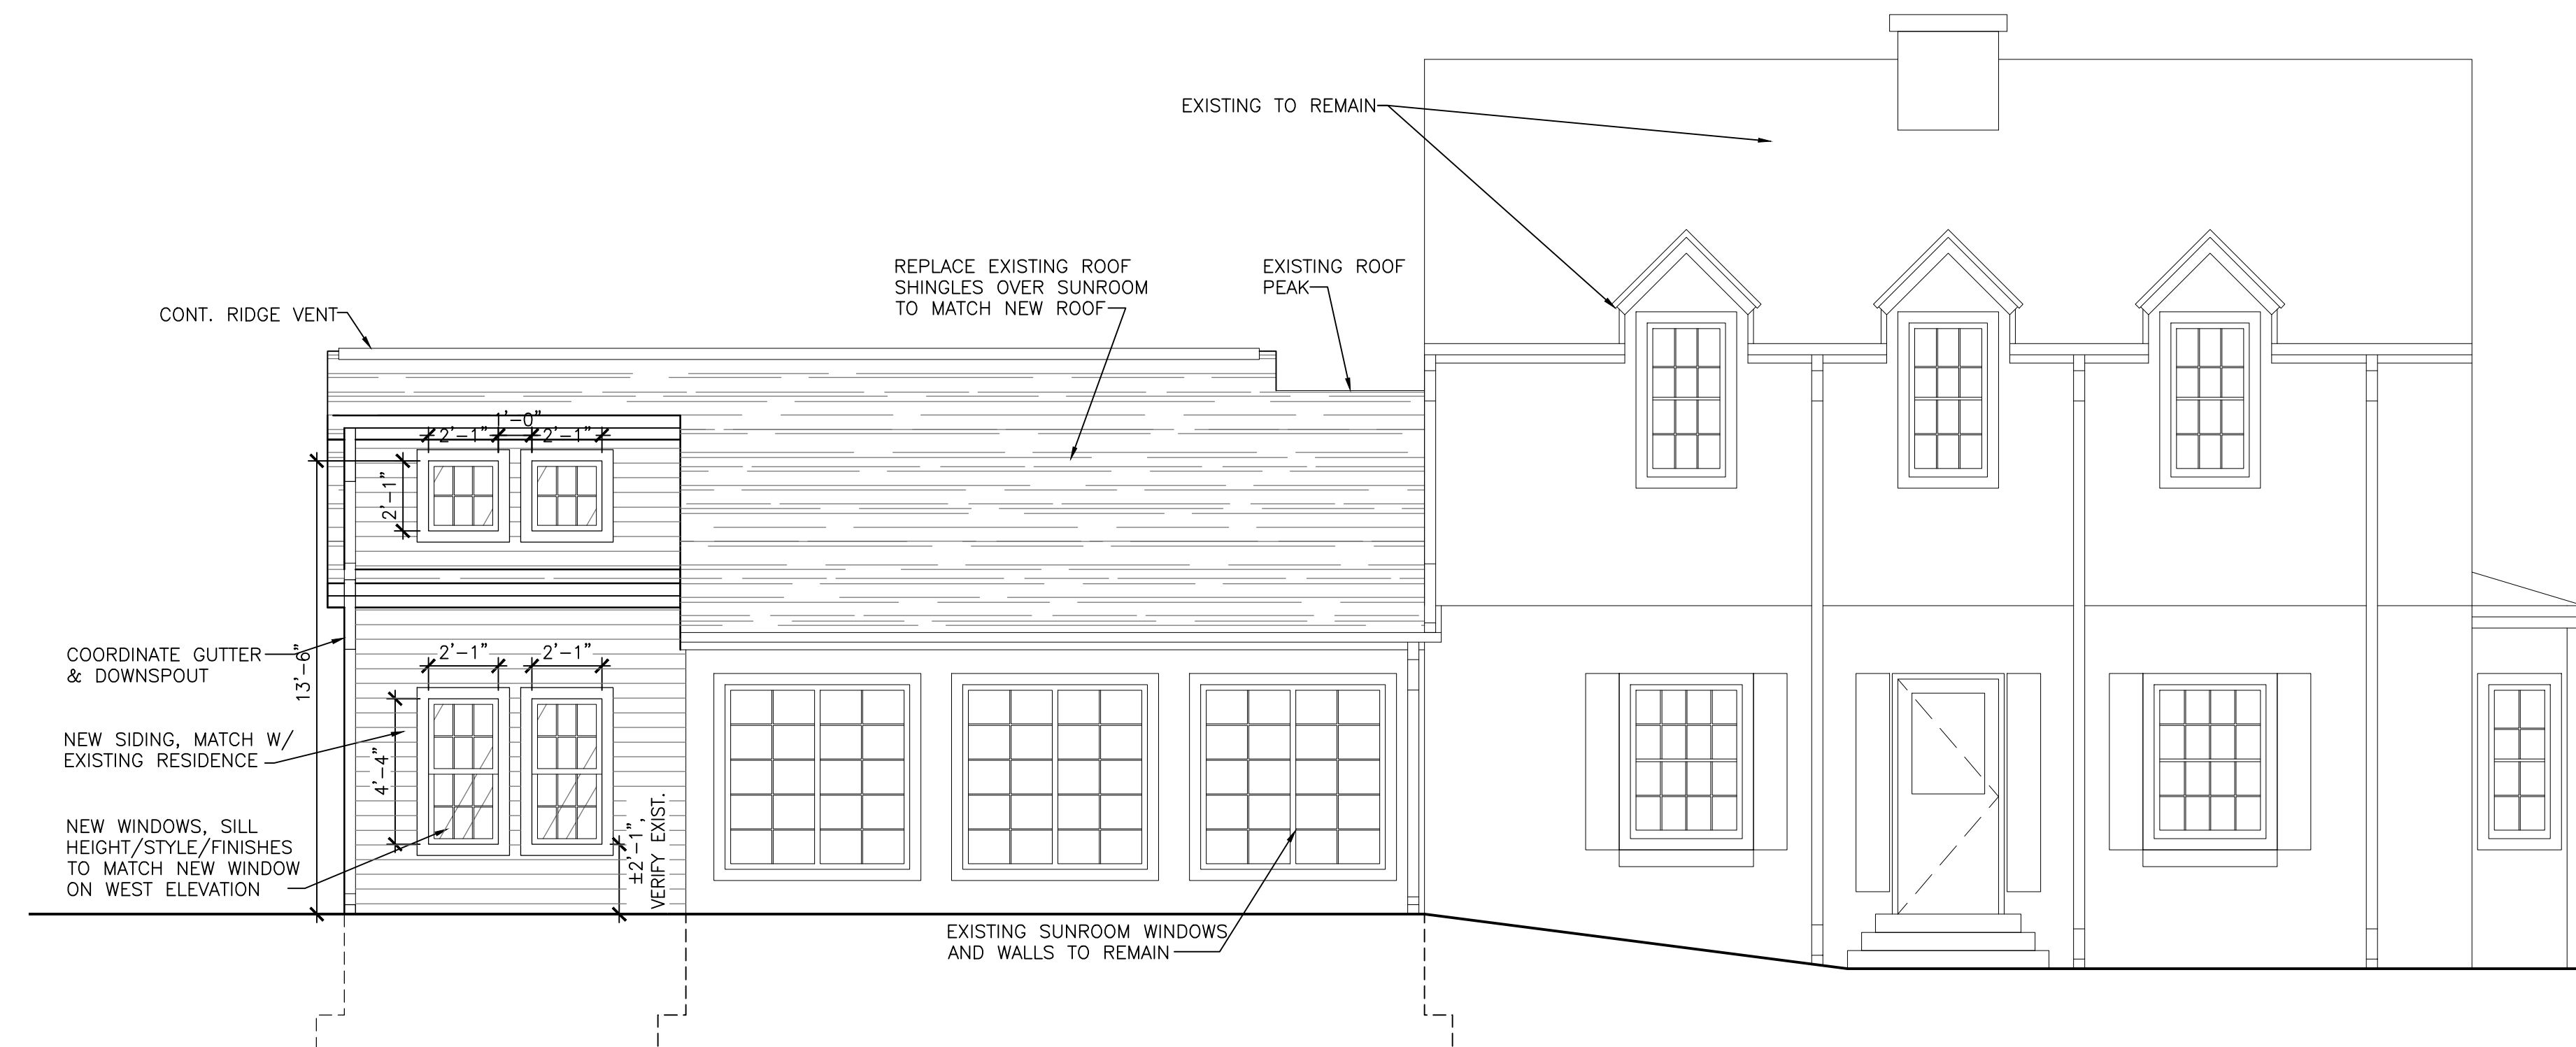 EXISTING TO REMAIN
REPLACE EXISTING ROOF
SHINGLES OVER SUNROOM
TO MATCH NEW ROOF
EXISTING ROOF
PEAK
CONT. RIDGE VENT
1'-0"
2'-1"
2'-1"
2'-1"
13'-6"
COORDINATE GUTTER
& DOWNSPOUT
2'-1"
2'-1"
4'-4"
NEW SIDING, MATCH W/
EXISTING RESIDENCE
NEW WINDOWS, SILL
HEIGHT/STYLE/FINISHES
TO MATCH NEW WINDOW
ON WEST ELEVATION
±2'-1",
VERIFY EXIST.
EXISTING SUNROOM WINDOWS
AND WALLS TO REMAIN